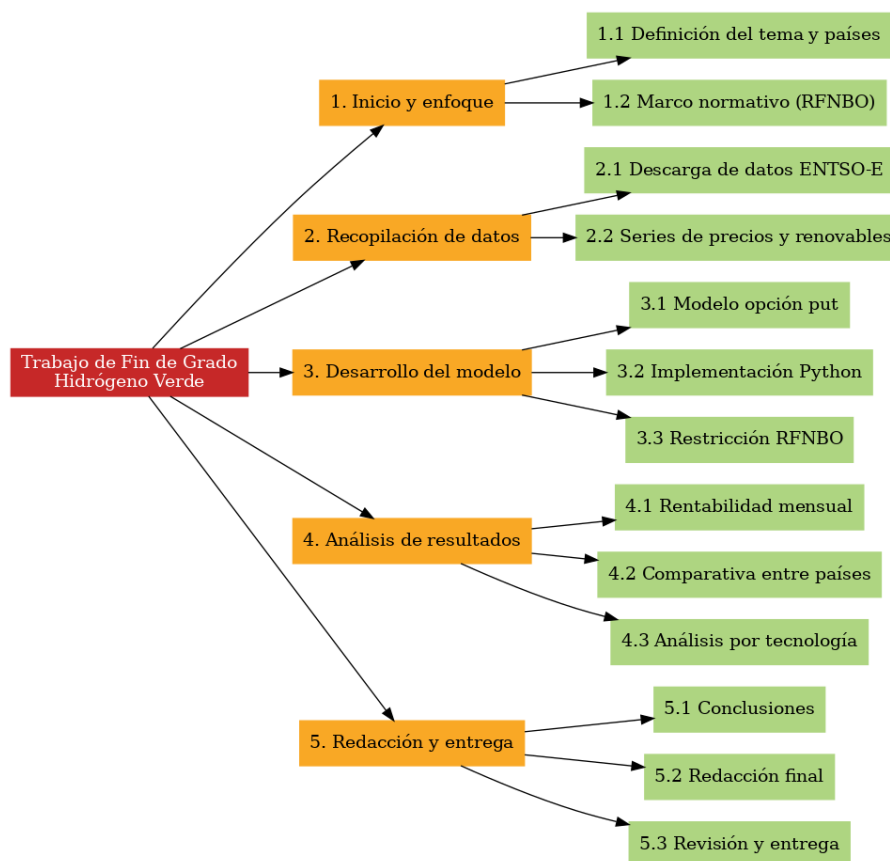 Trabajo de Fin de Grado
Hidrógeno Verde
1. Inicio y enfoque
1.1 Definición del tema y países
1.2 Marco normativo (RFNBO)
2. Recopilación de datos
2.1 Descarga de datos ENTSO-E
2.2 Series de precios y renovables
3. Desarrollo del modelo
3.1 Modelo opción put
3.2 Implementación Python
3.3 Restricción RFNBO
4. Análisis de resultados
4.1 Rentabilidad mensual
4.2 Comparativa entre países
4.3 Análisis por tecnología
5. Redacción y entrega
5.1 Conclusiones
5.2 Redacción final
5.3 Revisión y entrega